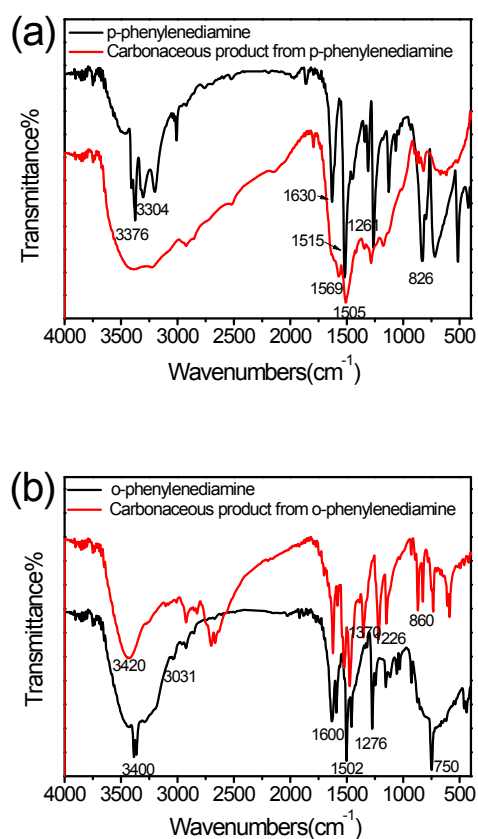 (a)
p-phenylenediamine
Carbonaceous product from p-phenylenediamine
Transmittance%
3304
3376
1630
1261
1515
1569
1505
826
4000 3500 3000 2500 2000 1500 1000 500
Wavenumbers(cm⁻¹)
(b)
o-phenylenediamine
Carbonaceous product from o-phenylenediamine
Transmittance%
3420
3031
3400
1370
1226
860
1600
1276
1502
750
4000 3500 3000 2500 2000 1500 1000 500
Wavenumbers(cm⁻¹)